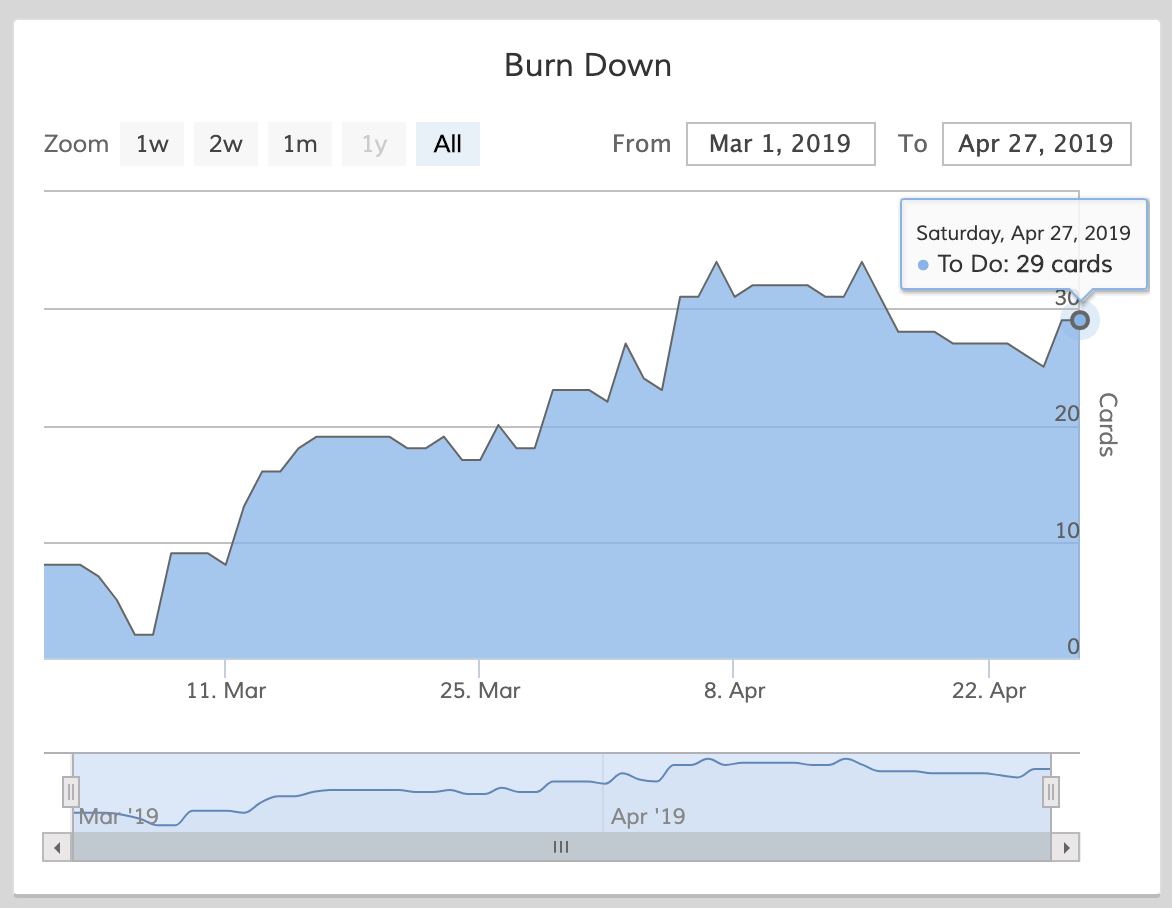 Burn Down
Zoom 1w 2w 1m 1y All From Mar 1, 2019 To Apr 27, 2019
Saturday, Apr 27, 2019
To Do: 29 cards
30
20
Cards
10
0
11. Mar 25. Mar 8. Apr 22. Apr
Mar '19 Apr '19